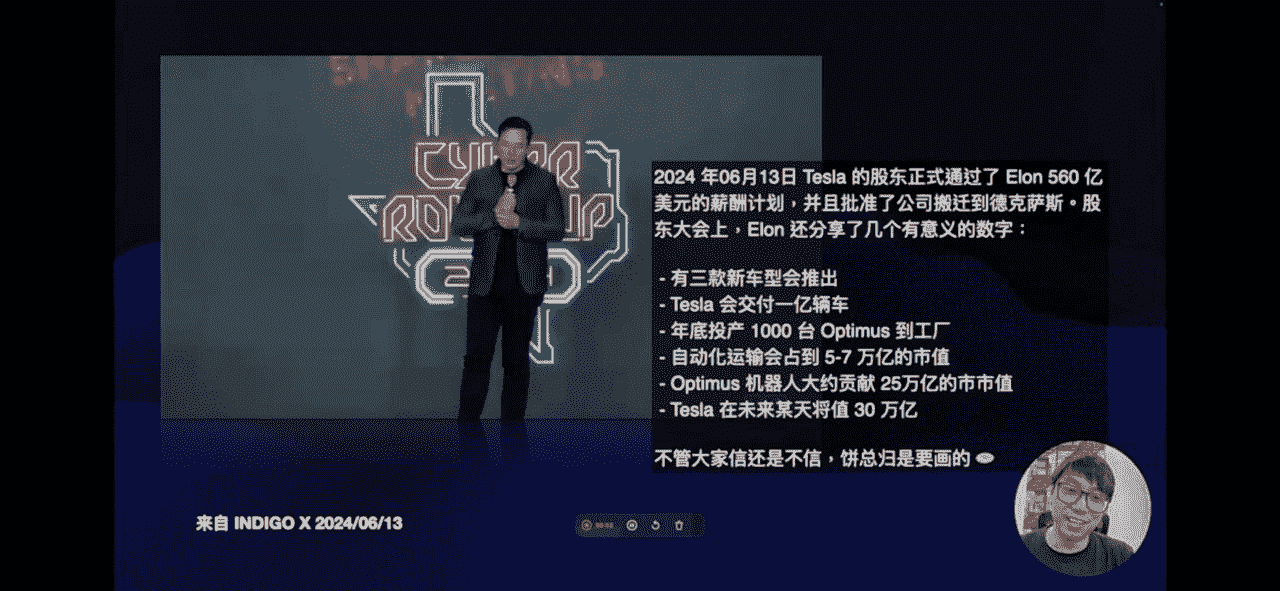 CYBER
ROUNDUP
2024 年06月13日 Tesla 的股东正式通过了 Elon 560 亿
美元的薪酬计划，并且批准了公司搬迁到德克萨斯。股
东大会上，Elon 还分享了几个有意义的数字：
- 有三款新车型会推出
- Tesla 会交付一亿辆车
- 年底投产 1000 台 Optimus 到工厂
- 自动化运输会占到 5-7 万亿的市值
- Optimus 机器人大约贡献 25万亿的市市值
- Tesla 在未来某天将值 30 万亿
不管大家信还是不信，饼总归是要画的
来自 INDIGO X 2024/06/13